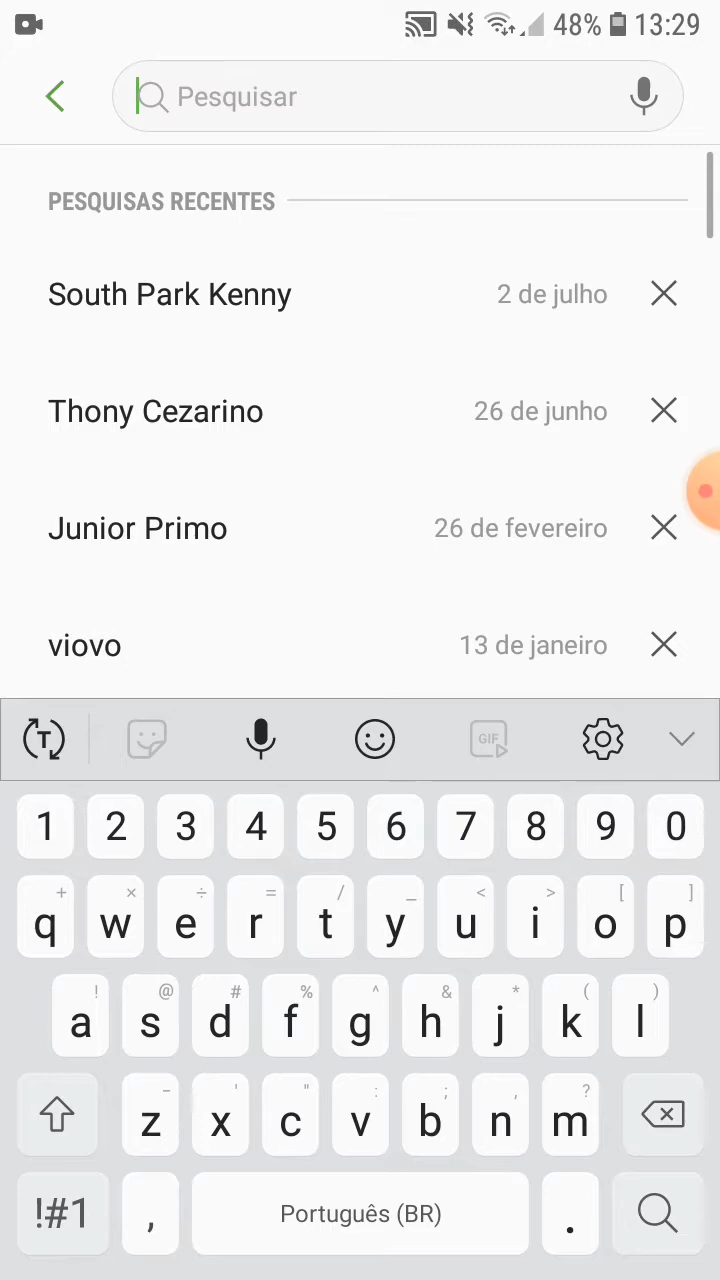 48% 13:29
Pesquisar
PESQUISAS RECENTES
South Park Kenny 2 de julho
Thony Cezarino 26 de junho
Junior Primo 26 de fevereiro
viovo 13 de janeiro
T GIF
1 2 3 4 5 6 7 8 9 0
+ × ÷ = / _ < > [ ]
q w e r t y u i o p
! @ # % ^ & * ( )
a s d f g h j k l
- ' " : ; , ?
z x c v b n m
!#1 , Português (BR) .